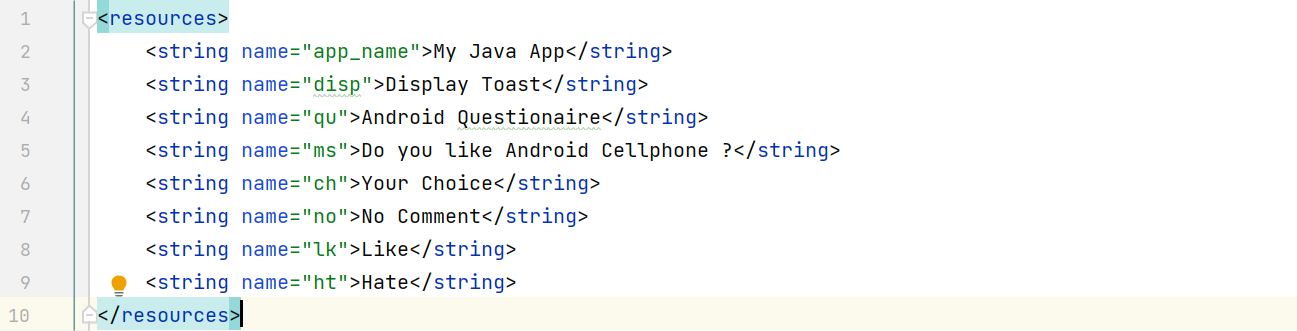 1 <resources>
2 <string name="app_name">My Java App</string>
3 <string name="disp">Display Toast</string>
4 <string name="qu">Android Questionaire</string>
5 <string name="ms">Do you like Android Cellphone ?</string>
6 <string name="ch">Your Choice</string>
7 <string name="no">No Comment</string>
8 <string name="lk">Like</string>
9 <string name="ht">Hate</string>
10 </resources>